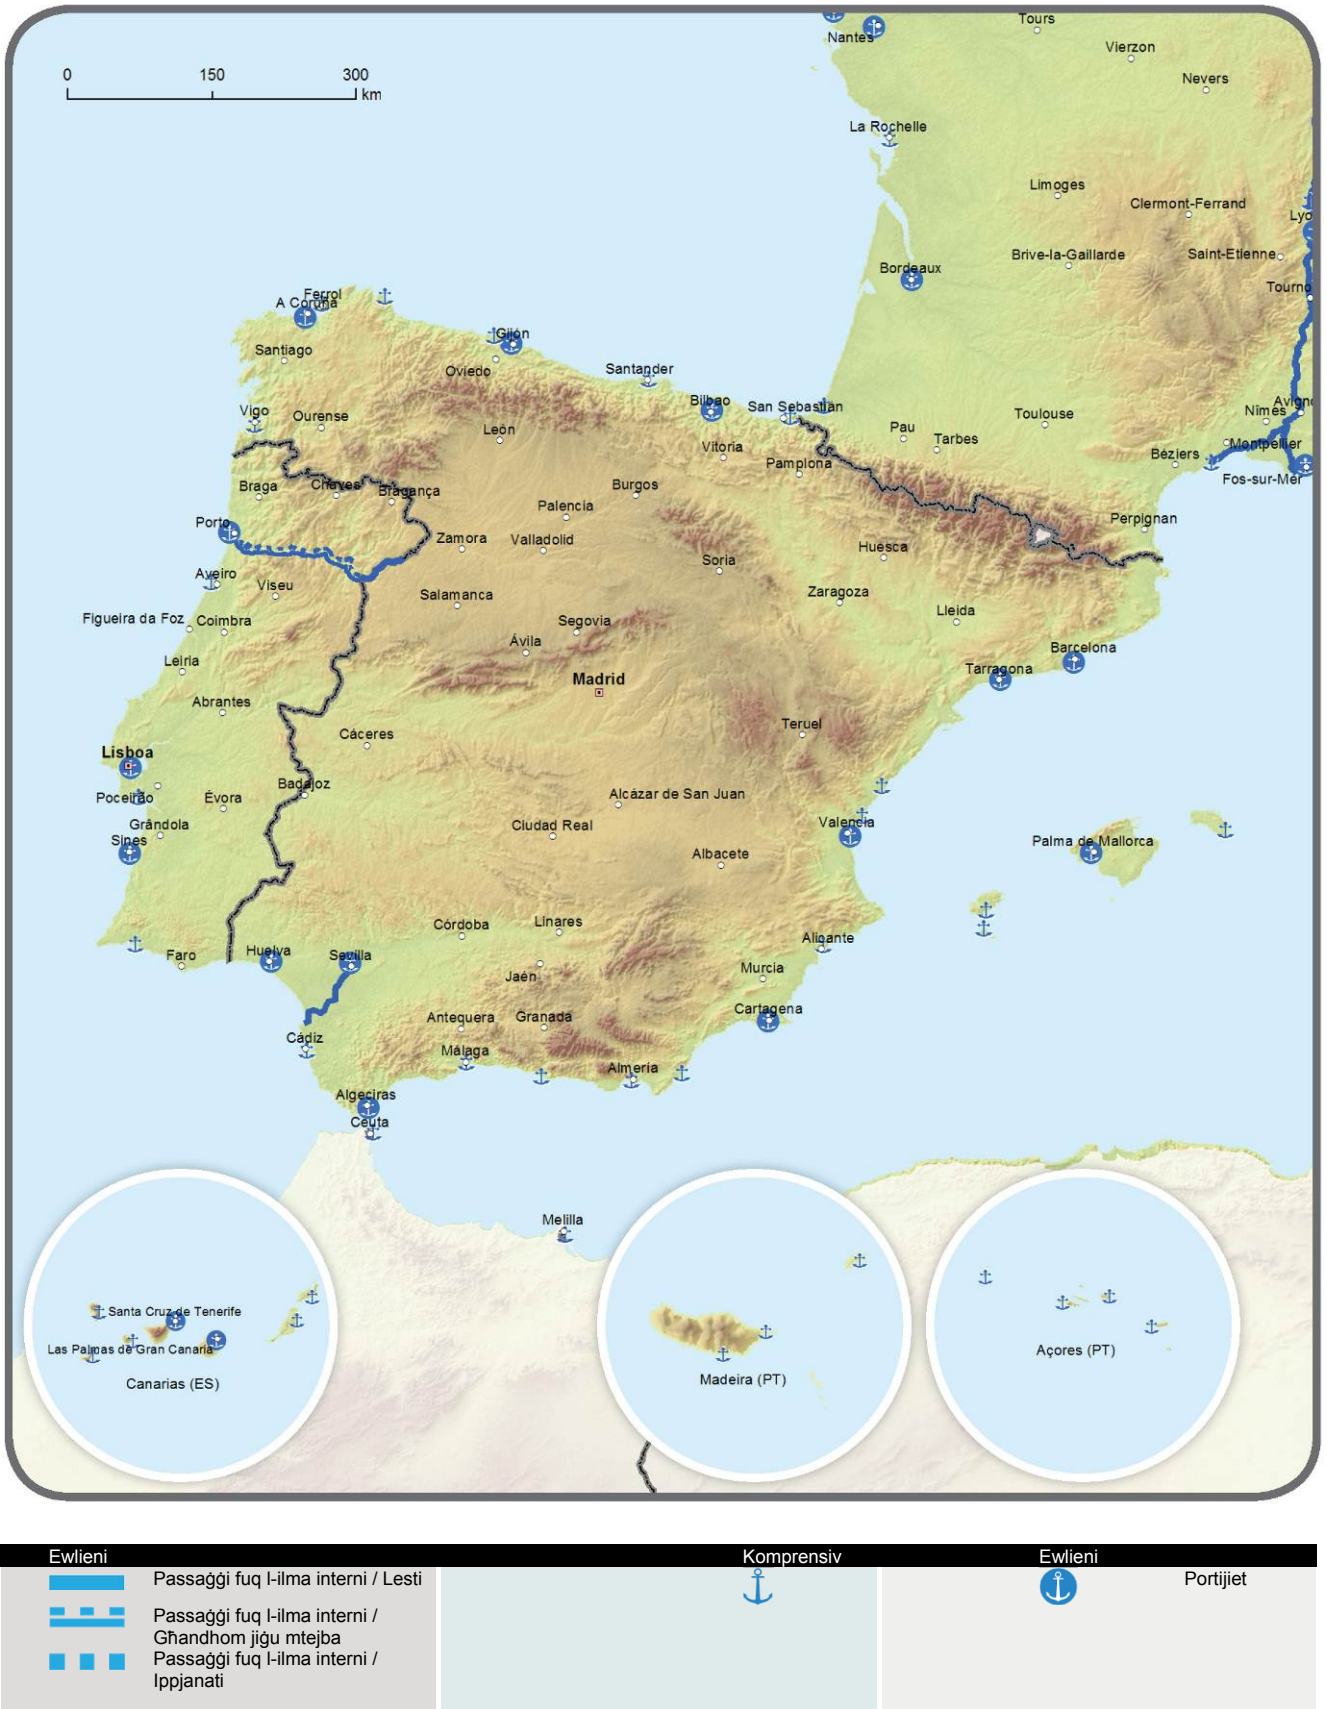 Tours
Nantes
Vierzon
0 150 300
km
Nevers
La Rochelle
Limoges
Clermont-Ferrand
Lyo
Brive-la-Gaillarde
Saint-Etienne
Bordeaux
Tourno
Ferrol
A Coruña
Gijón
Santiago
Oviedo
Santander
Bilbao
San Sebastian
Avigno
Nîmes
Vigo
Ourense
León
Toulouse
Pau
Tarbes
Montpellier
Vitoria
Béziers
Pamplona
Fos-sur-Mer
Braga
Chaves
Bragança
Burgos
Palencia
Perpignan
Porto
Zamora
Valladolid
Huesca
Soria
Aveiro
Viseu
Salamanca
Zaragoza
Lleida
Figueira da Foz
Coimbra
Segovia
Ávila
Barcelona
Leiria
Tarragona
Madrid
Abrantes
Teruel
Cáceres
Lisboa
Badajoz
Poceirão
Évora
Alcázar de San Juan
Grândola
Ciudad Real
Valencia
Sines
Palma de Mallorca
Albacete
Córdoba
Linares
Alicante
Faro
Huelva
Sevilla
Murcia
Jaén
Cartagena
Antequera
Granada
Cádiz
Málaga
Almería
Algeciras
Ceuta
Melilla
Santa Cruz de Tenerife
Las Palmas de Gran Canaria
Canarias (ES)
Madeira (PT)
Açores (PT)
Ewlieni
Komprensiv
Ewlieni
Passaġġi fuq l-ilma interni / Lesti
Portijiet
Passaġġi fuq l-ilma interni /
Għandhom jiġu mtejba
Passaġġi fuq l-ilma interni /
Ippjanati